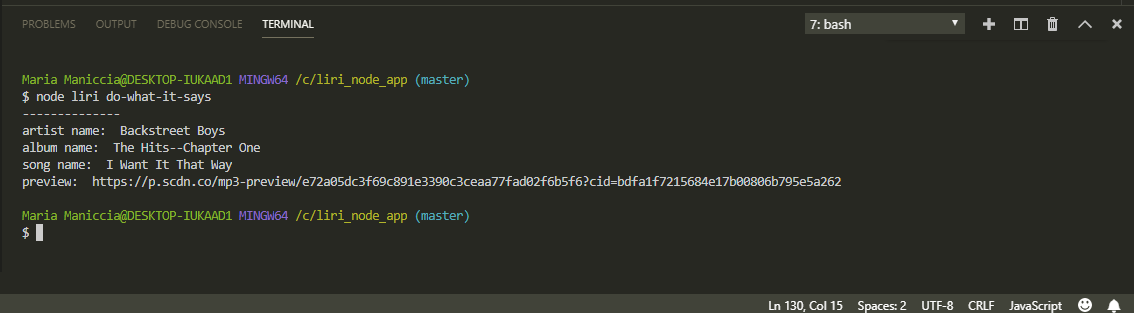 PROBLEMS OUTPUT DEBUG CONSOLE TERMINAL 7: bash
Maria Maniccia@DESKTOP-IUKAAD1 MINGW64 /c/liri_node_app (master)
$ node liri do-what-it-says
--------------
artist name:  Backstreet Boys
album name:  The Hits--Chapter One
song name:  I Want It That Way
preview:  https://p.scdn.co/mp3-preview/e72a05dc3f69c891e3390c3ceaa77fad02f6b5f6?cid=bdfa1f7215684e17b00806b795e5a262
Maria Maniccia@DESKTOP-IUKAAD1 MINGW64 /c/liri_node_app (master)
$
Ln 130, Col 15 Spaces: 2 UTF-8 CRLF JavaScript